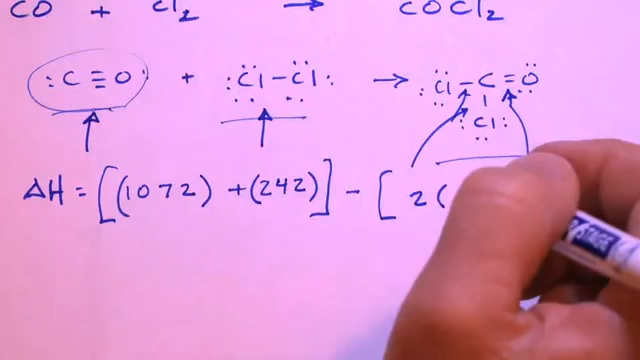 CO + Cl2 → COCl2
:C≡O: + :Cl-Cl: → :Cl-C=O
:Cl:
ΔH = [(1072) + (242)] - [2(